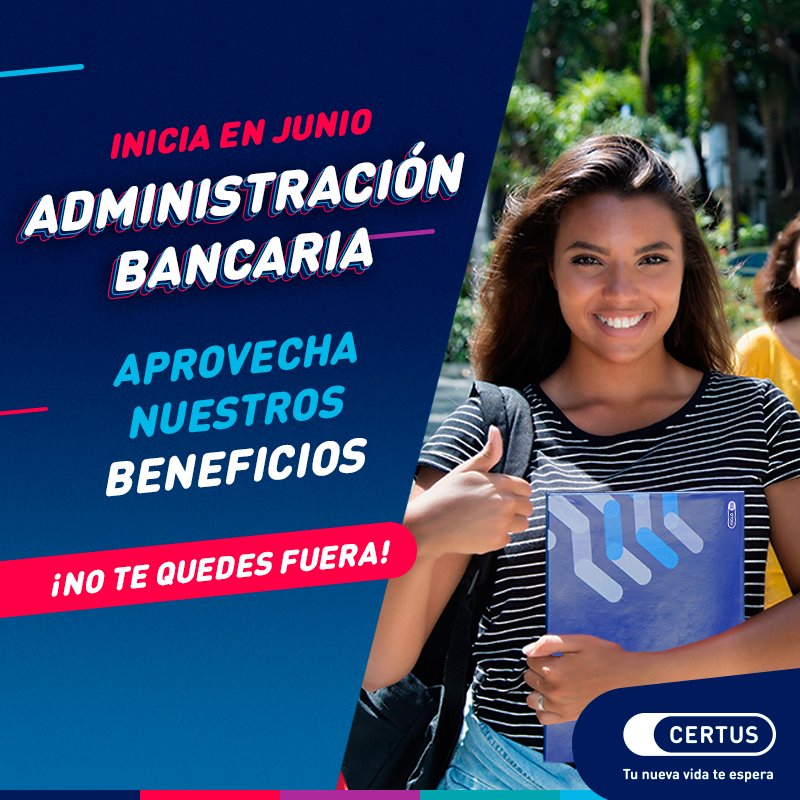 INICIA EN JUNIO
ADMINISTRACIÓN
BANCARIA
APROVECHA
NUESTROS
BENEFICIOS
¡NO TE QUEDES FUERA!
CERTUS
Tu nueva vida te espera